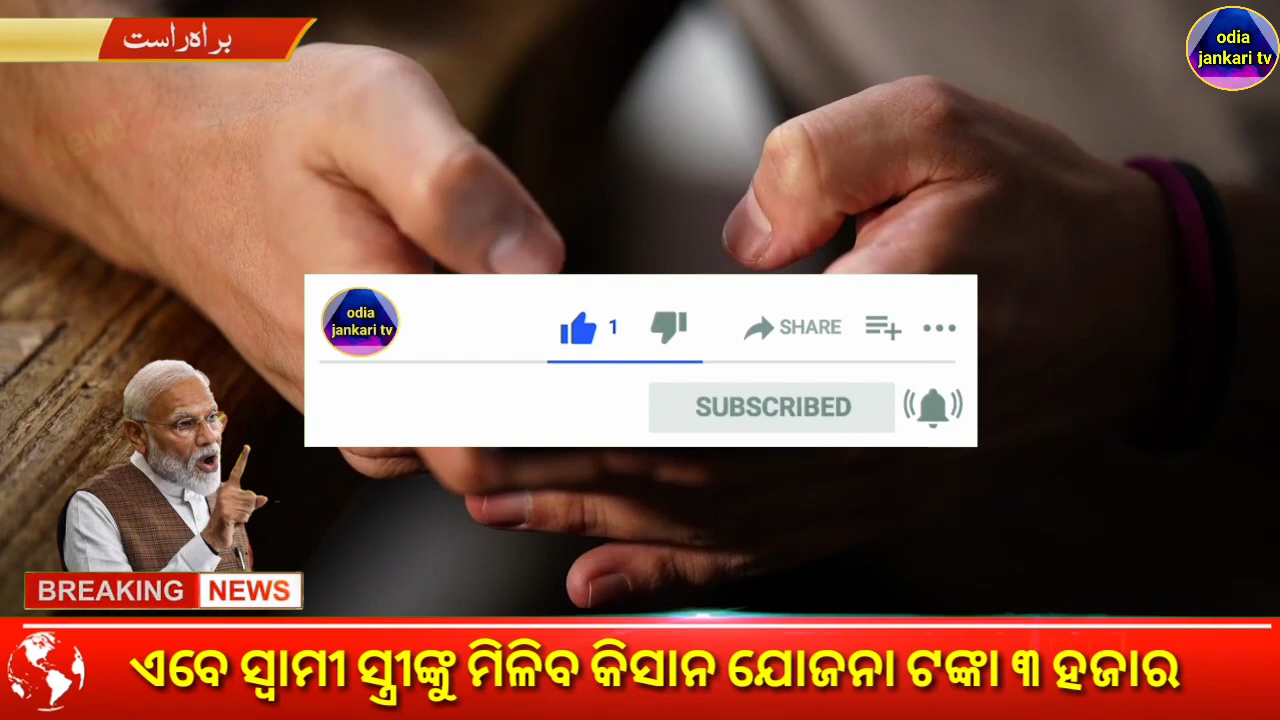 براہ راست
odia
jankari tv
odia
jankari tv
1
SHARE
SUBSCRIBED
BREAKING NEWS
ଏବେ ସ୍ୱାମୀ ସ୍ତ୍ରୀଙ୍କୁ ମିଳିବ କିସାନ ଯୋଜନା ଟଙ୍କା ୩ ହଜାର